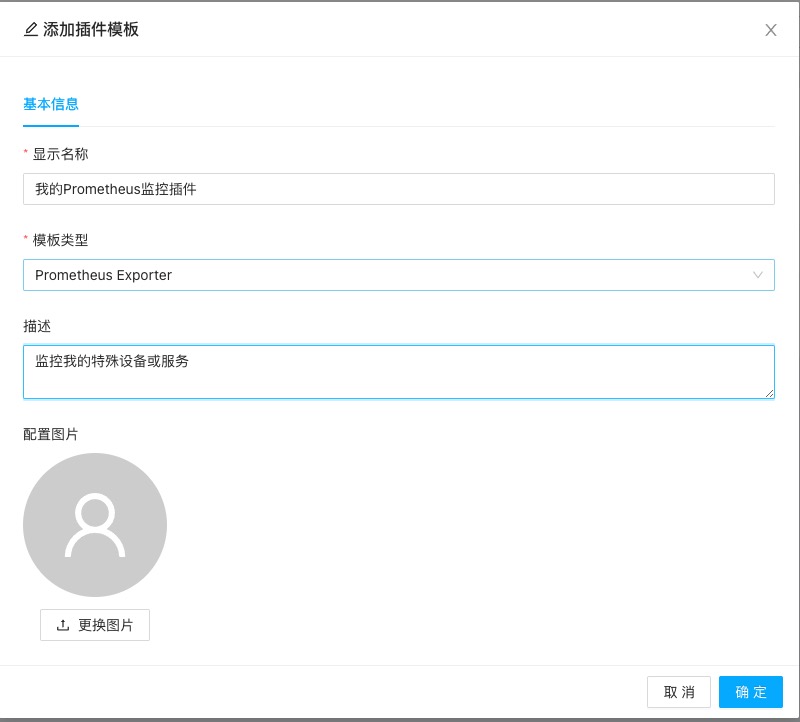 添加插件模板
基本信息
* 显示名称
我的Prometheus监控插件
* 模板类型
Prometheus Exporter
描述
监控我的特殊设备或服务
配置图片
更换图片
取 消
确 定